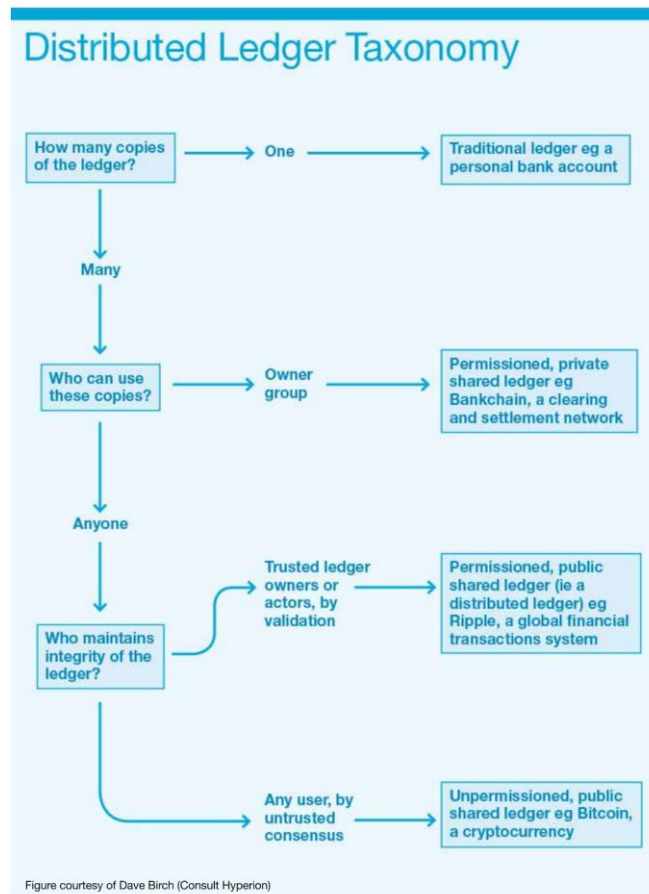 Distributed Ledger Taxonomy
How many copies
of the ledger?
One
Traditional ledger eg a
personal bank account
Many
Who can use
these copies?
Owner
group
Permissioned, private
shared ledger eg
Bankchain, a clearing
and settlement network
Anyone
Who maintains
integrity of the
ledger?
Trusted ledger
owners or
actors, by
validation
Permissioned, public
shared ledger (ie a
distributed ledger) eg
Ripple, a global financial
transactions system
Any user, by
untrusted
consensus
Unpermissioned, public
shared ledger eg Bitcoin,
a cryptocurrency
Figure courtesy of Dave Birch (Consult Hyperion)